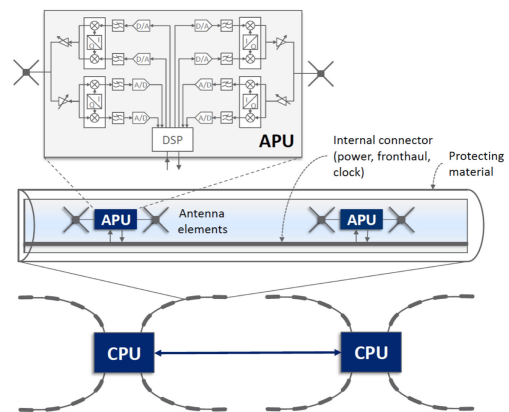 D/A
D/A
I
Q
I
Q
D/A
D/A
I
Q
A/D
A/D
I
Q
A/D
A/D
DSP
APU
Internal connector
(power, fronthaul,
clock)
Protecting
material
APU
Antenna
elements
APU
CPU
CPU